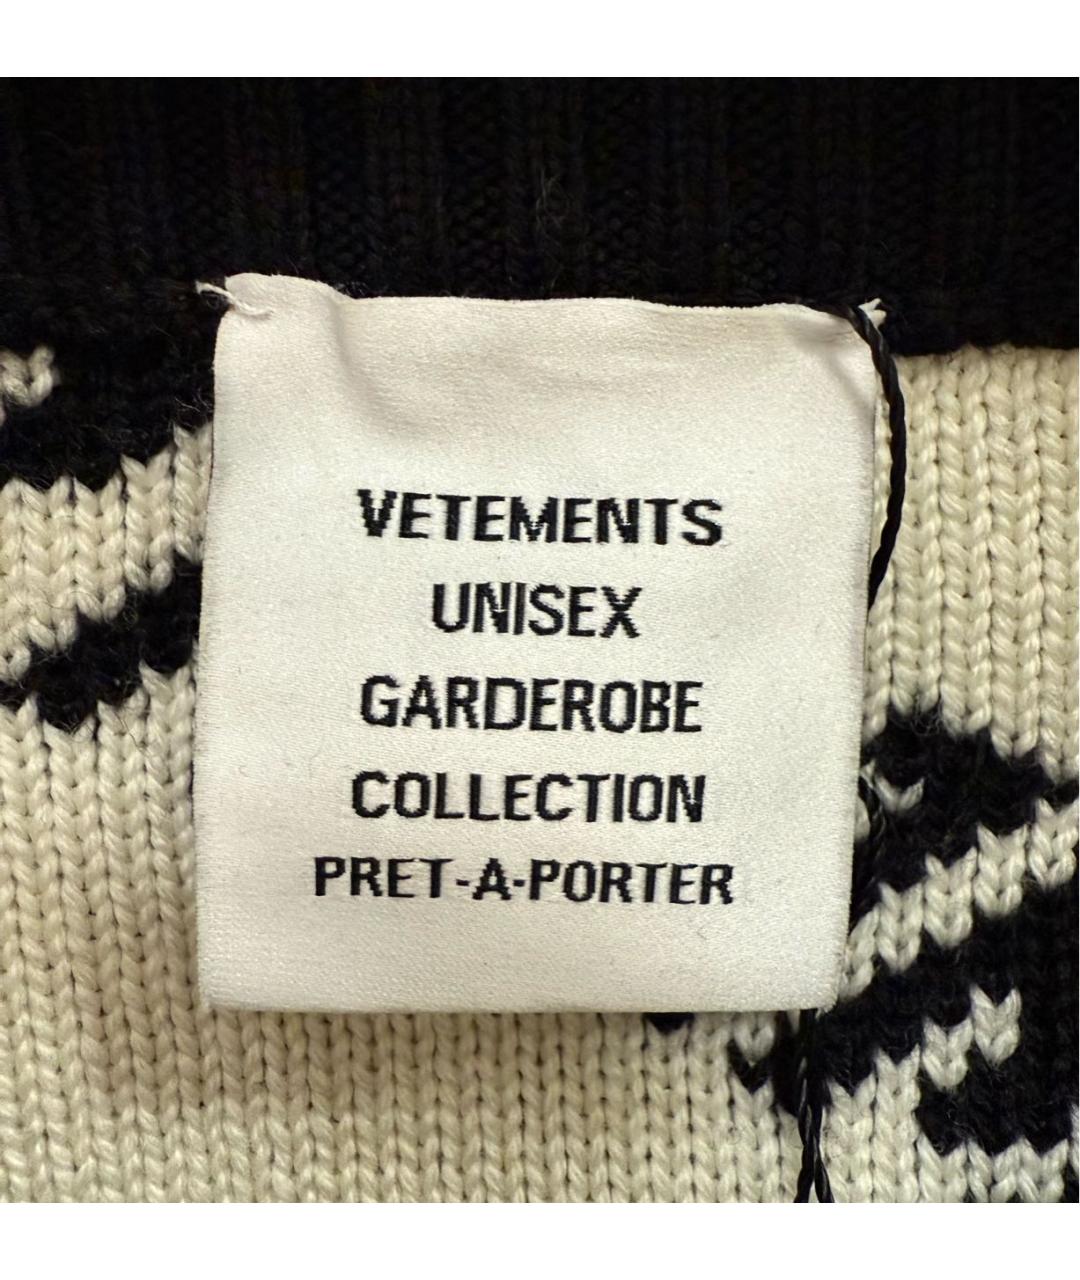 VETEMENTS
UNISEX
GARDEROBE
COLLECTION
PRET-A-PORTER